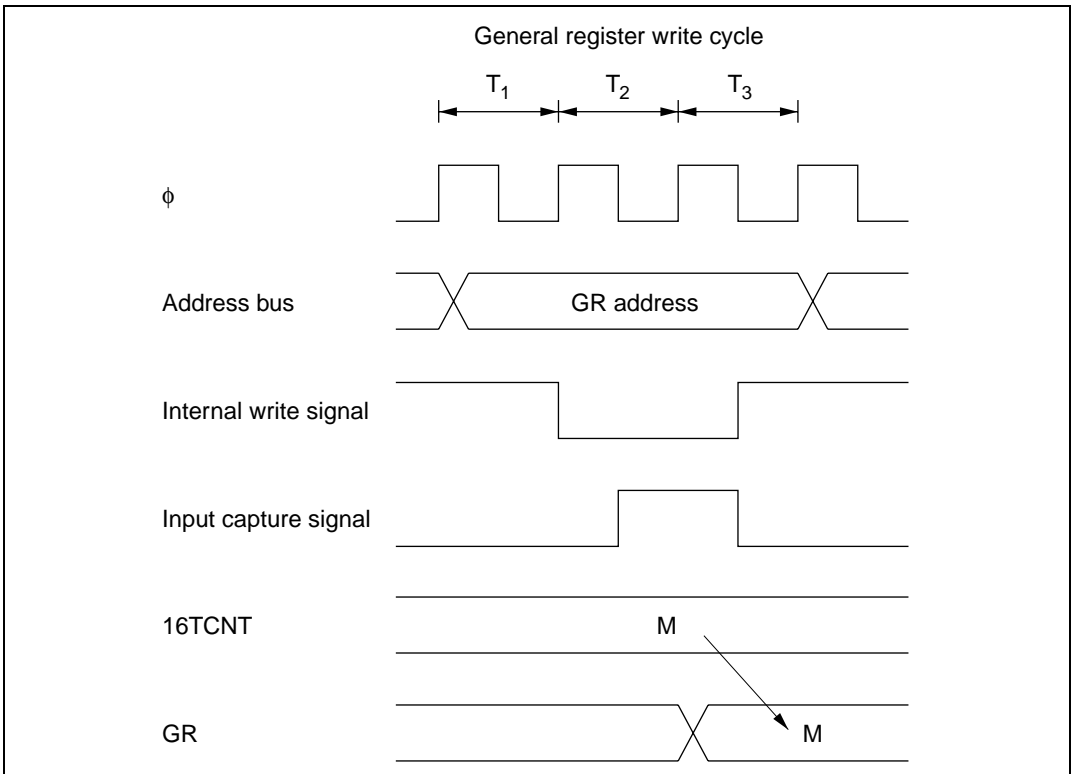 General register write cycle
T1 T2 T3
ϕ
Address bus GR address
Internal write signal
Input capture signal
16TCNT M
GR M